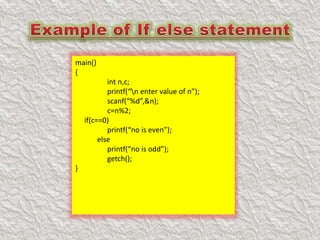 Example of If else statement
main()
{
int n,c;
printf(“\n enter value of n”);
scanf(“%d”,&n);
c=n%2;
if(c==0)
printf(“no is even”);
else
printf(“no is odd”);
getch();
}